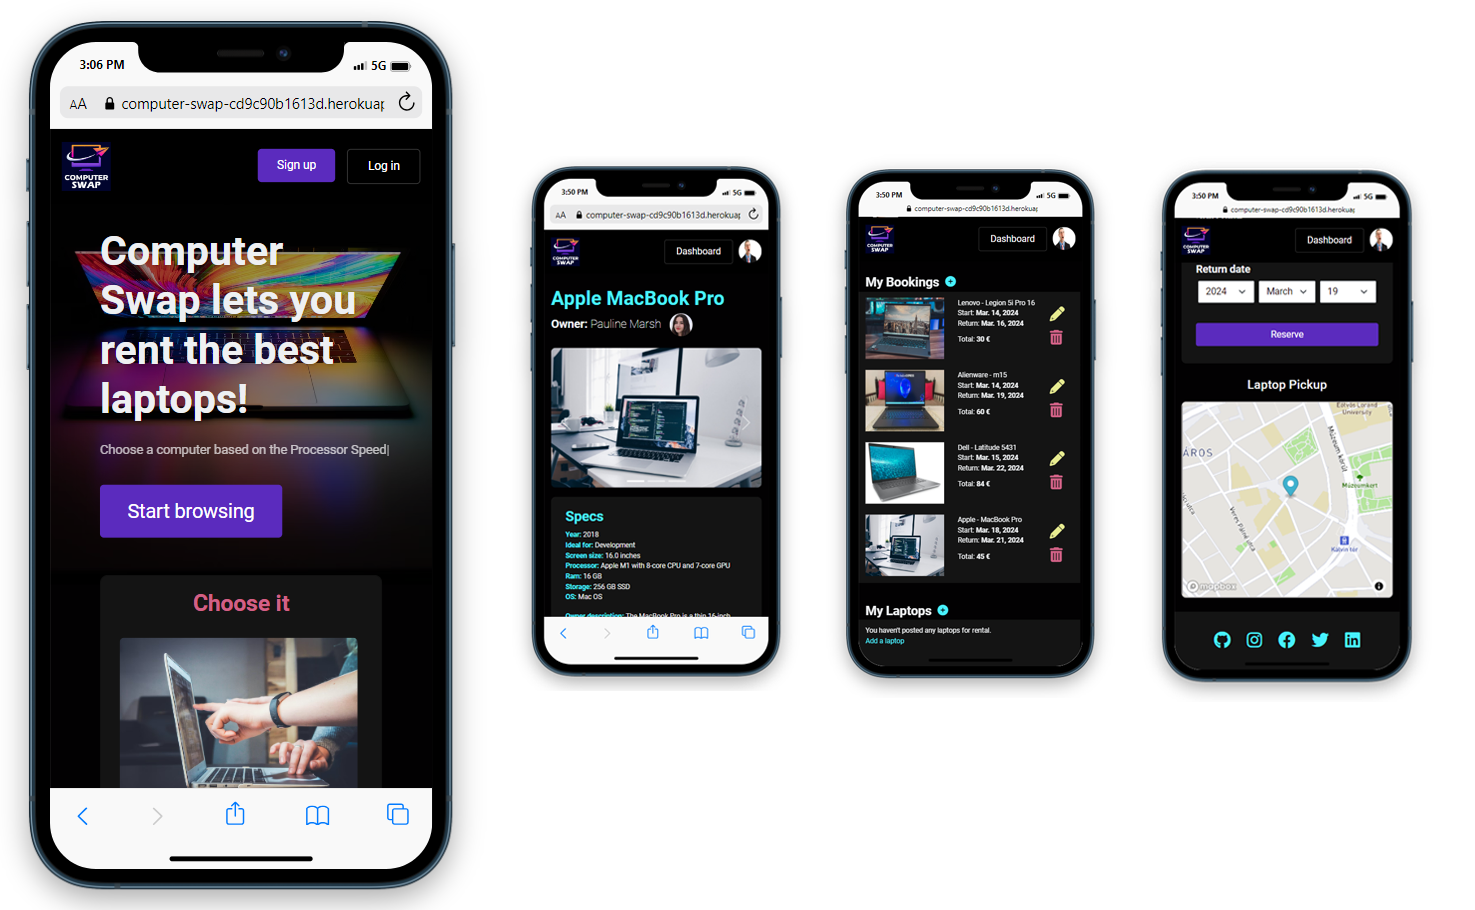 3:06 PM
5G
AA
computer-swap-cd9c90b1613d.herokuap
COMPUTER
SWAP
Sign up
Log in
Computer
Swap lets you
rent the best
laptops!
Choose a computer based on the Processor Speed|
Start browsing
Choose it
3:50 PM
5G
AA
computer-swap-cd9c90b1613d.herokuap
COMPUTER
SWAP
Dashboard
Apple MacBook Pro
Owner: Pauline Marsh
Specs
Year: 2018
Ideal for: Development
Screen size: 16.0 inches
Processor: Apple M1 with 8-core CPU and 7-core GPU
Ram: 16 GB
Storage: 256 GB SSD
OS: Mac OS
Owner description: The MacBook Pro is a thin 16-inch
3:50 PM
5G
computer-swap-cd9c90b1613d.herokuap
COMPUTER
SWAP
Dashboard
My Bookings
Lenovo - Legion 5i Pro 16
Start: Mar. 14, 2024
Return: Mar. 16, 2024
Total: 30 €
Alienware - m15
Start: Mar. 14, 2024
Return: Mar. 19, 2024
Total: 60 €
Dell - Latitude 5431
Start: Mar. 15, 2024
Return: Mar. 22, 2024
Total: 84 €
Apple - MacBook Pro
Start: Mar. 18, 2024
Return: Mar. 21, 2024
Total: 45 €
My Laptops
You haven't posted any laptops for rental.
Add a laptop
3:50 PM
5G
computer-swap-cd9c90b1613d.herokuap
COMPUTER
SWAP
Dashboard
Return date
2024
March
19
Reserve
Laptop Pickup
Eötvös Loránd
University
Múzeum körút
ÁROS
Múzeumkert
Váci utca
Veres Pálné utca
Kálvin tér
mapbox